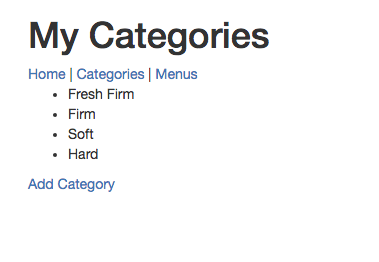 My Categories
Home | Categories | Menus
Fresh Firm
Firm
Soft
Hard
Add Category